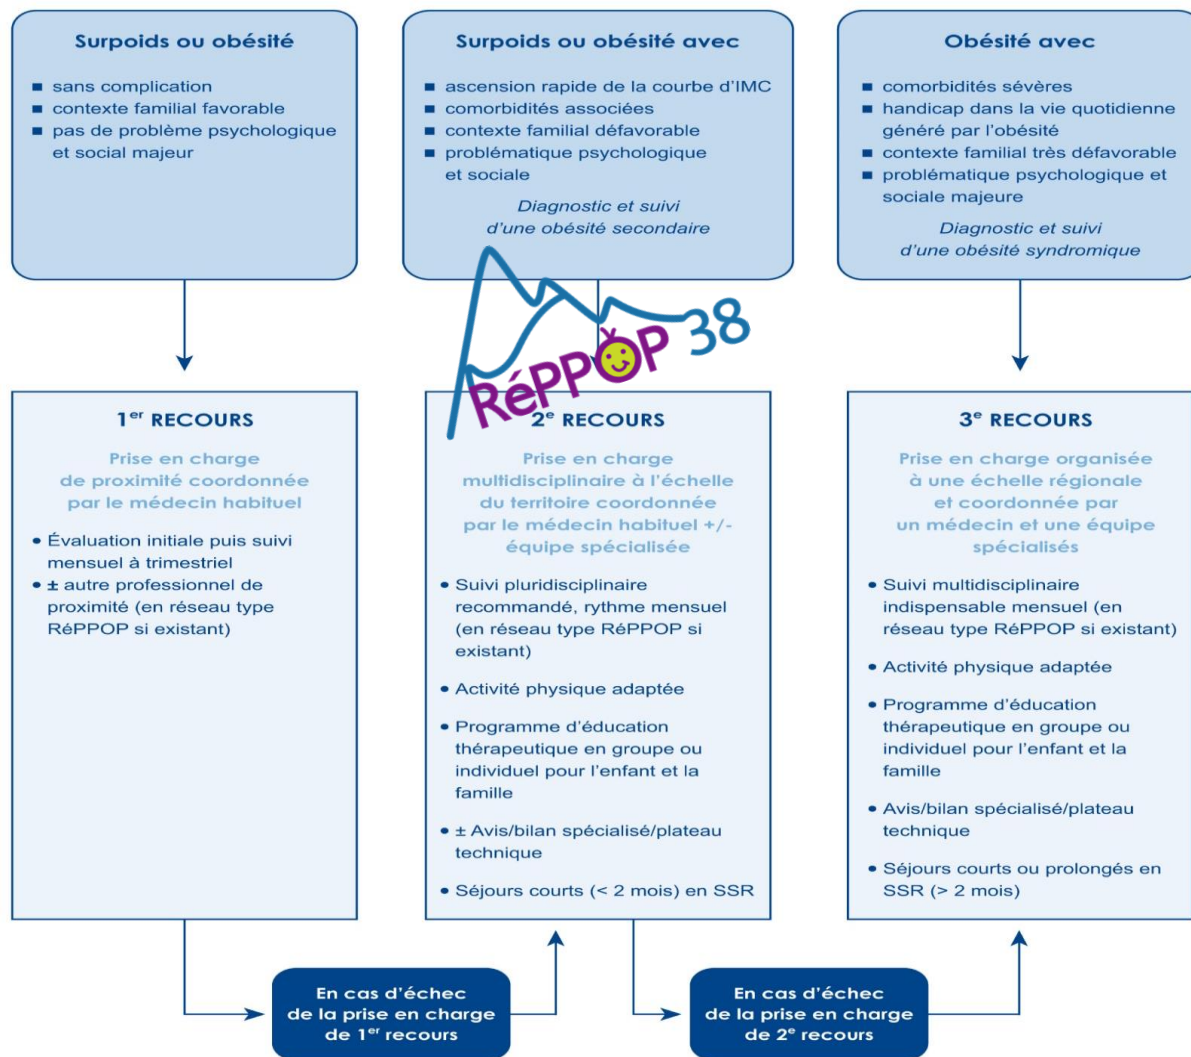 Surpoids ou obésité
■ sans complication
■ contexte familial favorable
■ pas de problème psychologique
et social majeur
Surpoids ou obésité avec
■ ascension rapide de la courbe d'IMC
■ comorbidités associées
■ contexte familial défavorable
■ problématique psychologique
et sociale
Diagnostic et suivi
d'une obésité secondaire
Obésité avec
■ comorbidités sévères
■ handicap dans la vie quotidienne
généré par l'obésité
■ contexte familial très défavorable
■ problématique psychologique et
sociale majeure
Diagnostic et suivi
d'une obésité syndromique
RéPPOP 38
1er RECOURS
Prise en charge
de proximité coordonnée
par le médecin habituel
• Évaluation initiale puis suivi
mensuel à trimestriel
• ± autre professionnel de
proximité (en réseau type
RéPPOP si existant)
2e RECOURS
Prise en charge
multidisciplinaire à l'échelle
du territoire coordonnée
par le médecin habituel +/-
équipe spécialisée
• Suivi pluridisciplinaire
recommandé, rythme mensuel
(en réseau type RéPPOP si
existant)
• Activité physique adaptée
• Programme d'éducation
thérapeutique en groupe ou
individuel pour l'enfant et la
famille
• ± Avis/bilan spécialisé/plateau
technique
• Séjours courts (< 2 mois) en SSR
3e RECOURS
Prise en charge organisée
à une échelle régionale
et coordonnée par
un médecin et une équipe
spécialisés
• Suivi multidisciplinaire
indispensable mensuel (en
réseau type RéPPOP si existant)
• Activité physique adaptée
• Programme d'éducation
thérapeutique en groupe ou
individuel pour l'enfant et la
famille
• Avis/bilan spécialisé/plateau
technique
• Séjours courts ou prolongés en
SSR (> 2 mois)
En cas d'échec
de la prise en charge
de 1er recours
En cas d'échec
de la prise en charge
de 2e recours